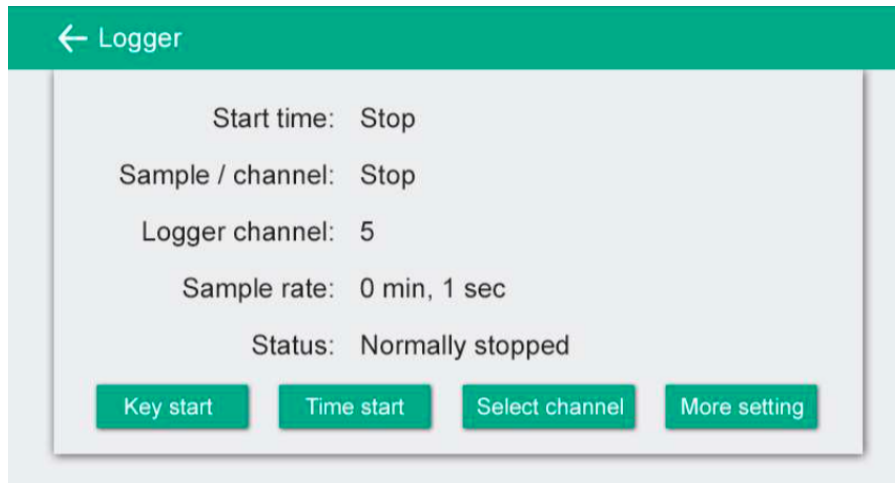 Logger
Start time: Stop
Sample / channel: Stop
Logger channel: 5
Sample rate: 0 min, 1 sec
Status: Normally stopped
Key start Time start Select channel More setting